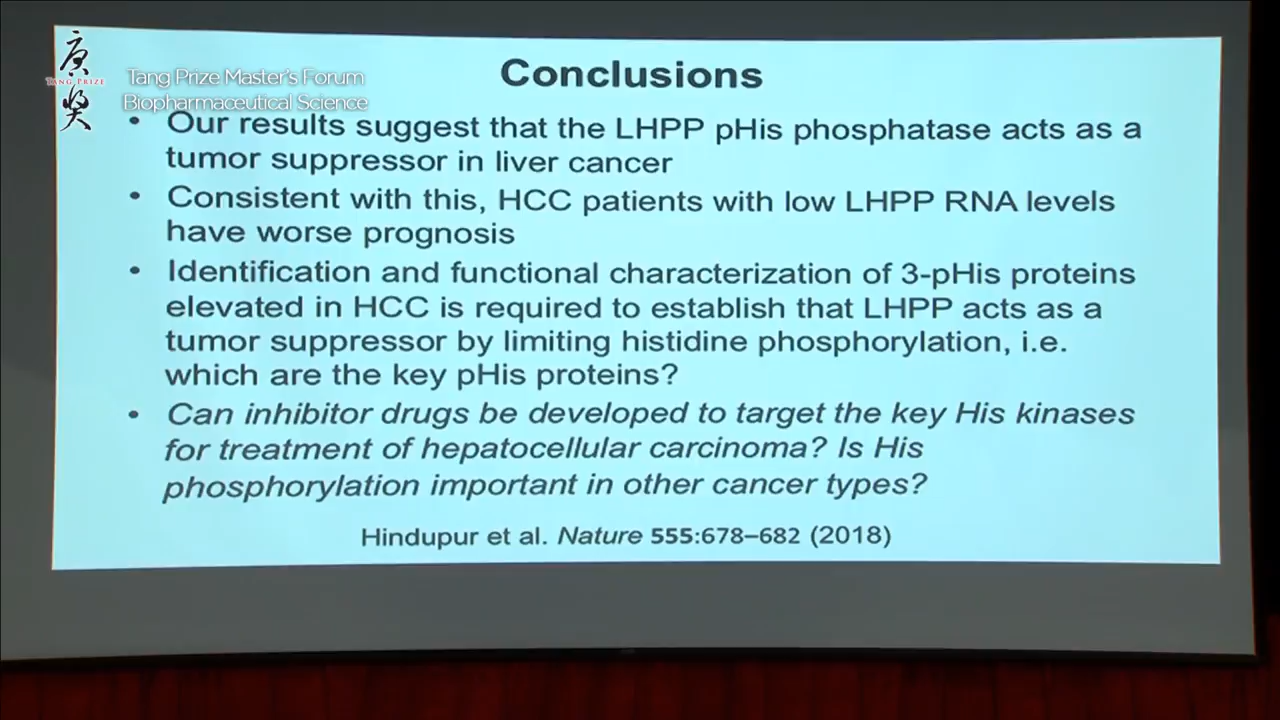 唐
TANG PRIZE
獎
Tang Prize Master's Forum
Biopharmaceutical Science
Conclusions
• Our results suggest that the LHPP pHis phosphatase acts as a
tumor suppressor in liver cancer
• Consistent with this, HCC patients with low LHPP RNA levels
have worse prognosis
• Identification and functional characterization of 3-pHis proteins
elevated in HCC is required to establish that LHPP acts as a
tumor suppressor by limiting histidine phosphorylation, i.e.
which are the key pHis proteins?
• Can inhibitor drugs be developed to target the key His kinases
for treatment of hepatocellular carcinoma? Is His
phosphorylation important in other cancer types?
Hindupur et al. Nature 555:678–682 (2018)